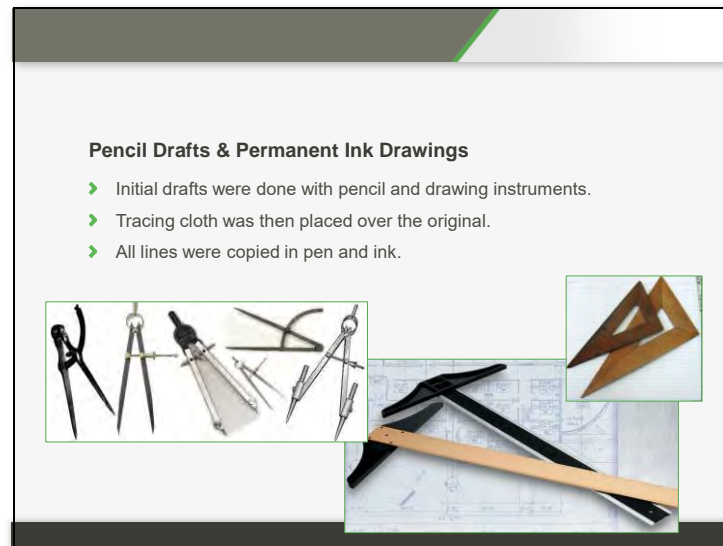 Pencil Drafts & Permanent Ink Drawings
Initial drafts were done with pencil and drawing instruments.
Tracing cloth was then placed over the original.
All lines were copied in pen and ink.